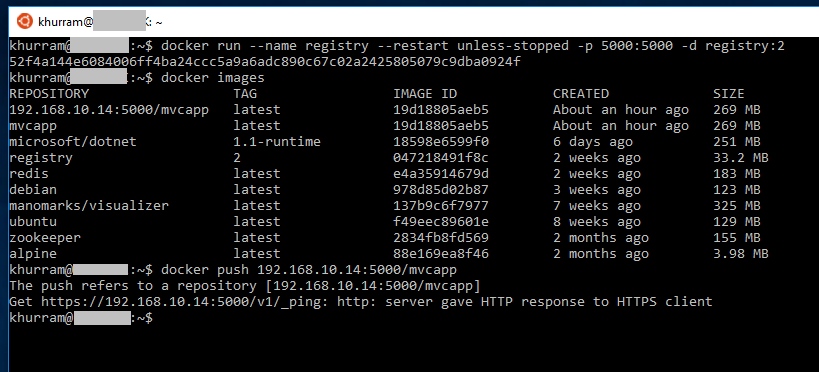 khurram@ K: ~
khurram@ :~$ docker run --name registry --restart unless-stopped -p 5000:5000 -d registry:2
52f4a144e6084006ff4ba24ccc5a9a6adc890c67c02a2425805079c9dba0924f
khurram@ :~$ docker images
REPOSITORY TAG IMAGE ID CREATED SIZE
192.168.10.14:5000/mvcapp latest 19d18805aeb5 About an hour ago 269 MB
mvcapp latest 19d18805aeb5 About an hour ago 269 MB
microsoft/dotnet 1.1-runtime 18598e6599f0 6 days ago 251 MB
registry 2 047218491f8c 2 weeks ago 33.2 MB
redis latest e4a35914679d 2 weeks ago 183 MB
debian latest 978d85d02b87 3 weeks ago 123 MB
manomarks/visualizer latest 137b9c6f7977 7 weeks ago 325 MB
ubuntu latest f49eec89601e 8 weeks ago 129 MB
zookeeper latest 2834fb8fd569 2 months ago 155 MB
alpine latest 88e169ea8f46 2 months ago 3.98 MB
khurram@ :~$ docker push 192.168.10.14:5000/mvcapp
The push refers to a repository [192.168.10.14:5000/mvcapp]
Get https://192.168.10.14:5000/v1/_ping: http: server gave HTTP response to HTTPS client
khurram@ :~$